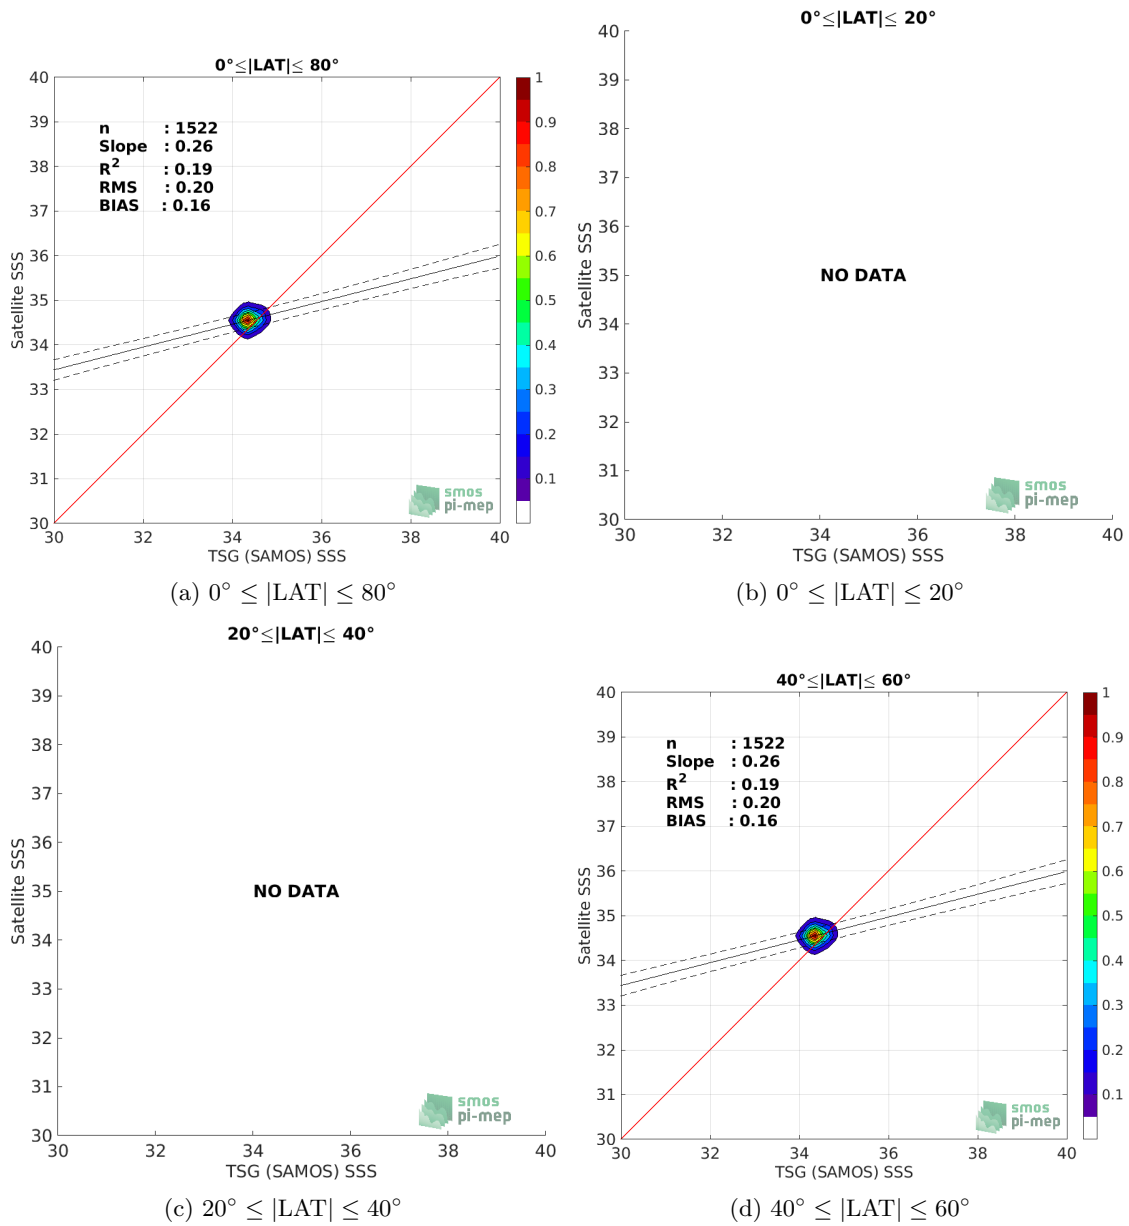 0°≤|LAT|≤ 80°
40
39
38
37
36
35
34
33
32
31
30
Satellite SSS
n : 1522
Slope : 0.26
R² : 0.19
RMS : 0.20
BIAS : 0.16
smos
pi-mep
30 32 34 36 38 40
TSG (SAMOS) SSS
1
0.9
0.8
0.7
0.6
0.5
0.4
0.3
0.2
0.1
(a) 0° ≤ |LAT| ≤ 80°
0°≤|LAT|≤ 20°
40
39
38
37
36
35
34
33
32
31
30
Satellite SSS
NO DATA
smos
pi-mep
30 32 34 36 38 40
TSG (SAMOS) SSS
(b) 0° ≤ |LAT| ≤ 20°
20°≤|LAT|≤ 40°
40
39
38
37
36
35
34
33
32
31
30
Satellite SSS
NO DATA
smos
pi-mep
30 32 34 36 38 40
TSG (SAMOS) SSS
(c) 20° ≤ |LAT| ≤ 40°
40°≤|LAT|≤ 60°
40
39
38
37
36
35
34
33
32
31
30
Satellite SSS
n : 1522
Slope : 0.26
R² : 0.19
RMS : 0.20
BIAS : 0.16
smos
pi-mep
30 32 34 36 38 40
TSG (SAMOS) SSS
1
0.9
0.8
0.7
0.6
0.5
0.4
0.3
0.2
0.1
(d) 40° ≤ |LAT| ≤ 60°